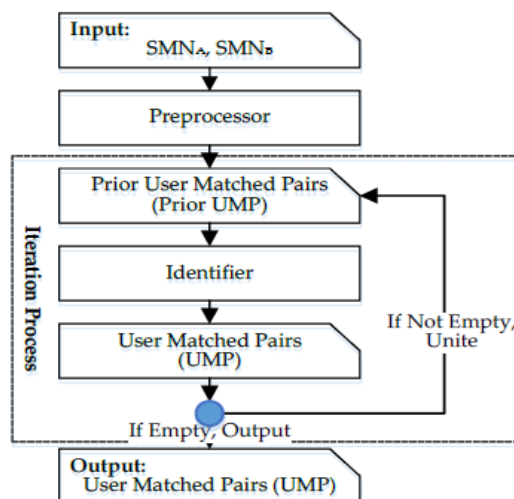 Input:
SMNA, SMNB
Preprocessor
Prior User Matched Pairs
(Prior UMP)
Identifier
User Matched Pairs
(UMP)
Iteration Process
If Not Empty,
Unite
If Empty, Output
Output:
User Matched Pairs (UMP)